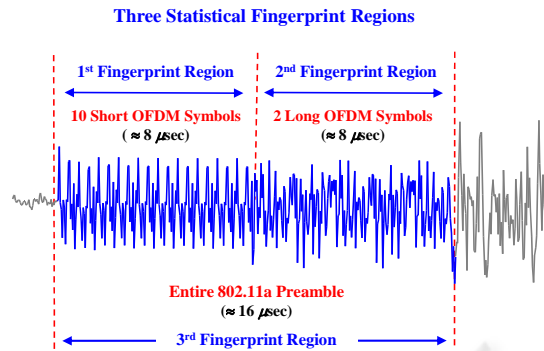 Three Statistical Fingerprint Regions
1st Fingerprint Region
2nd Fingerprint Region
10 Short OFDM Symbols
(≈ 8 μsec)
2 Long OFDM Symbols
(≈ 8 μsec)
Entire 802.11a Preamble
(≈ 16 μsec)
3rd Fingerprint Region